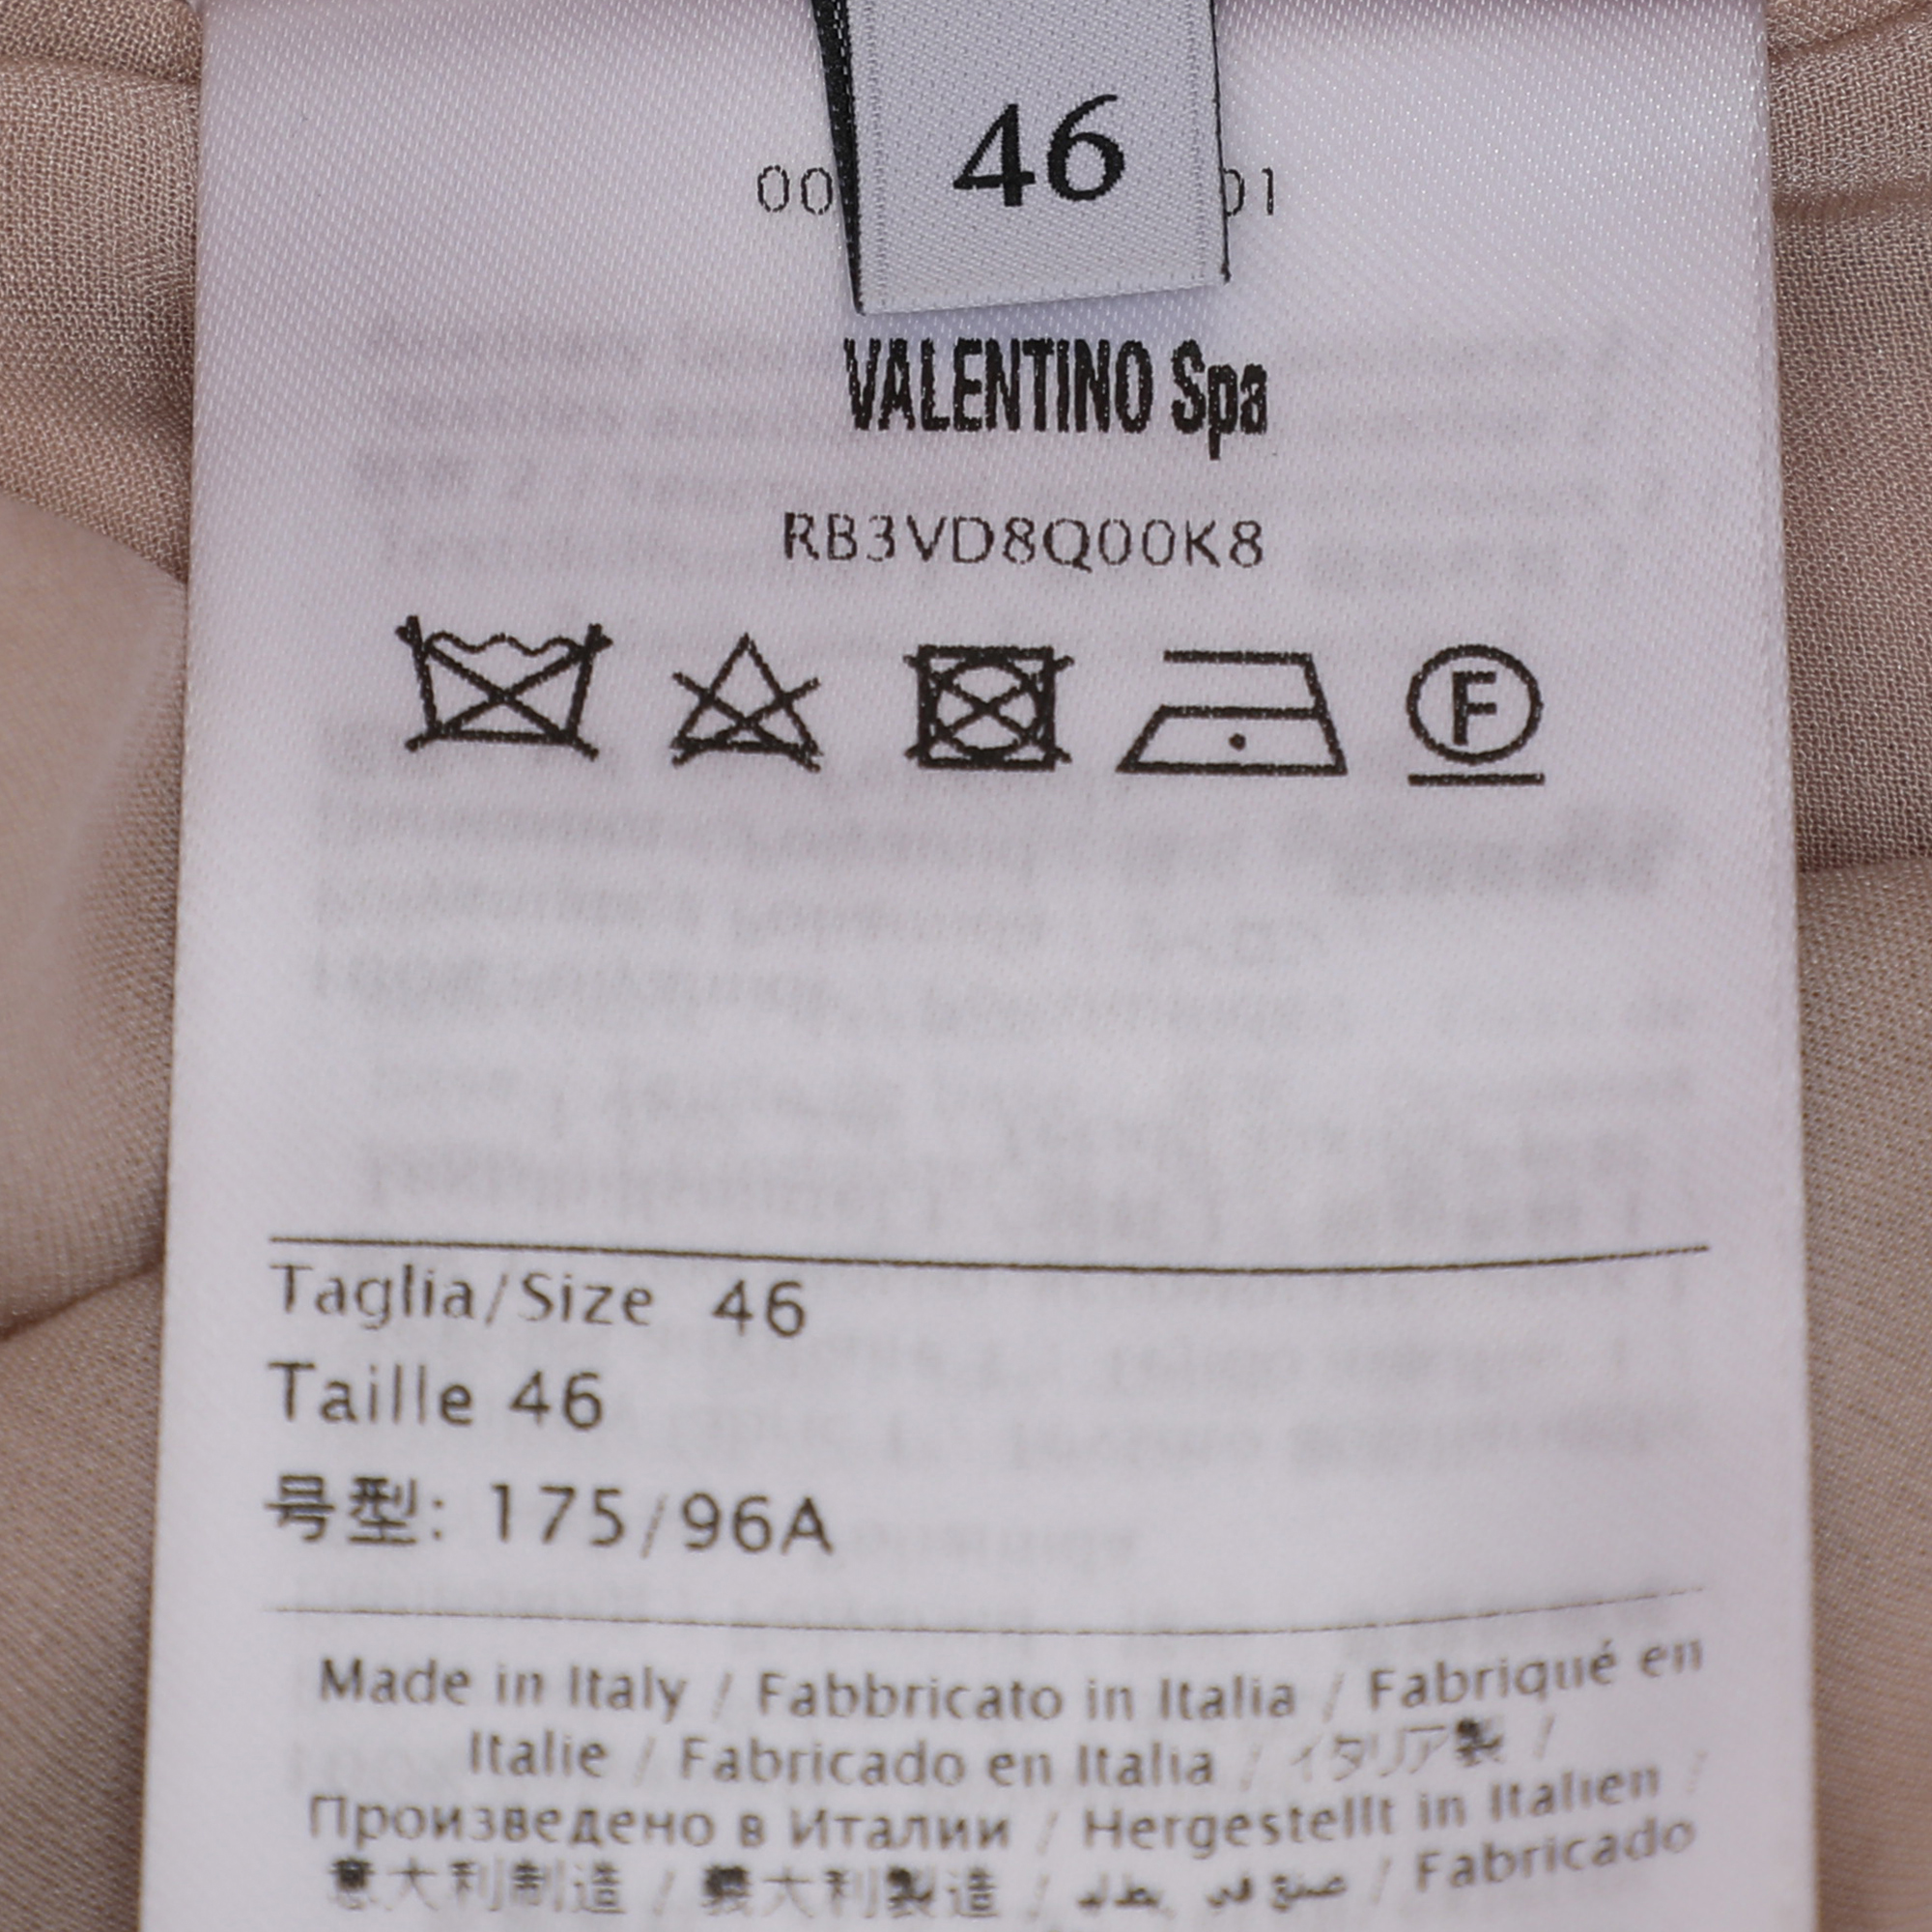 46
00 01
VALENTINO Spa
RB3VD8Q00K8
F
Taglia/Size 46
Taille 46
号型: 175/96A
Made in Italy / Fabbricato in Italia / Fabriqué en
Italie / Fabricado en Italia / イタリア製 /
Произведено в Италии / Hergestellt in Italien /
意大利制造 / 義大利製造 / صنع في / Fabricado